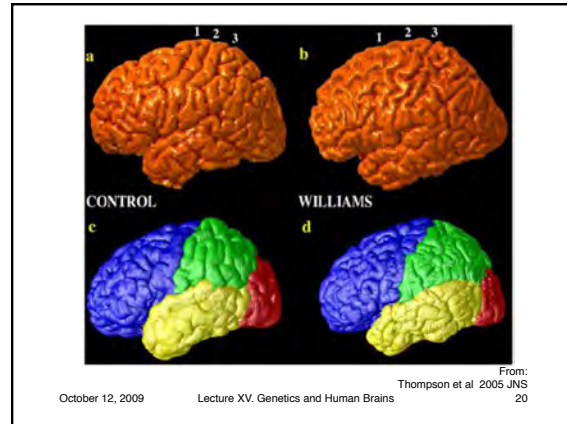 1 2 3
1 2 3
a
b
CONTROL
WILLIAMS
c
d
From:
Thompson et al 2005 JNS
October 12, 2009
Lecture XV. Genetics and Human Brains
20